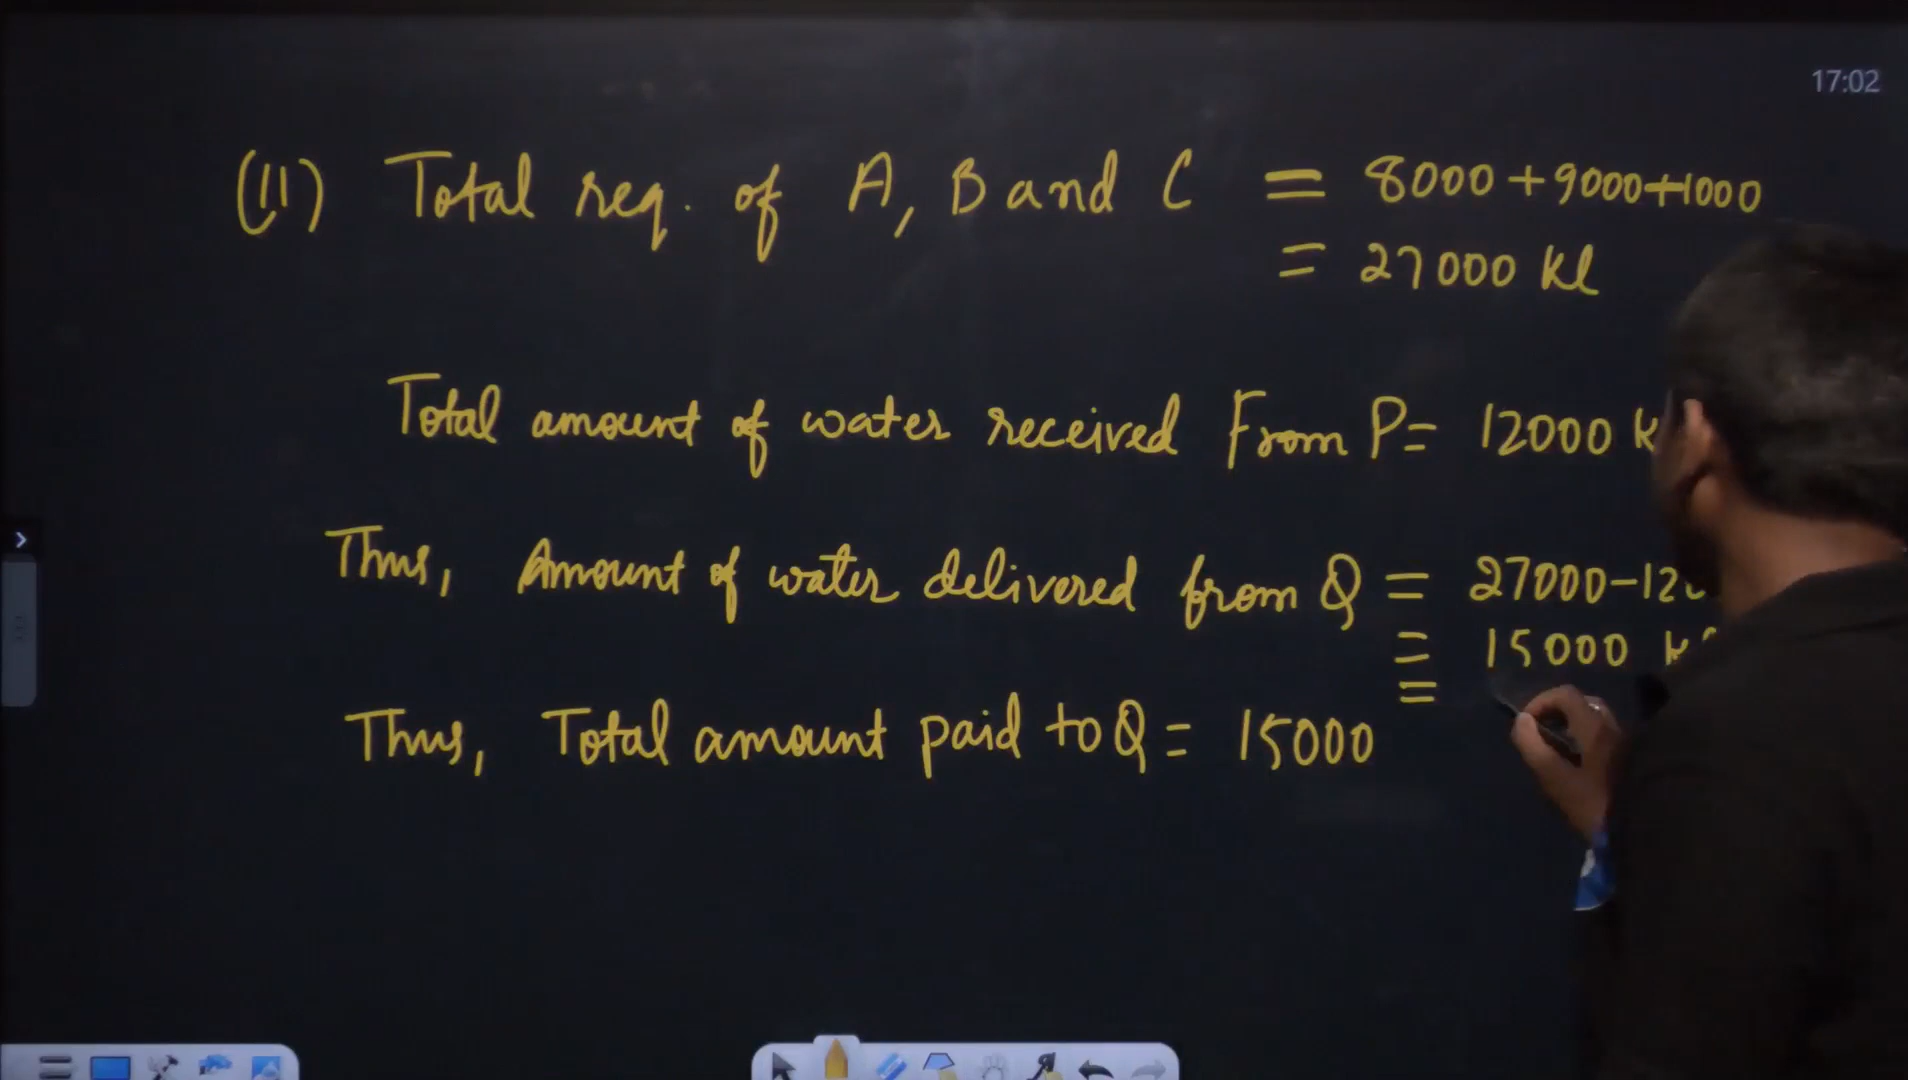 17:02
(II) Total req. of A, B and C = 8000+9000+1000
= 27000 kl
Total amount of water received From P= 12000 k
Thus, Amount of water delivered from Q = 27000-12
= 15000
=
Thus, Total amount paid to Q = 15000